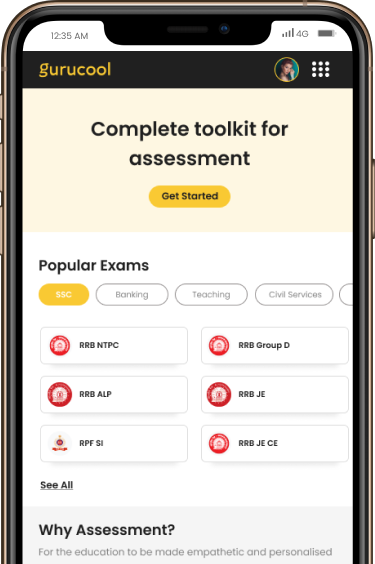 12:35 AM
4G
gurucool
Complete toolkit for
assessment
Get Started
Popular Exams
SSC
Banking
Teaching
Civil Services
RRB NTPC
RRB Group D
RRB ALP
RRB JE
RPF SI
RRB JE CE
See All
Why Assessment?
For the education to be made empathetic and personalised